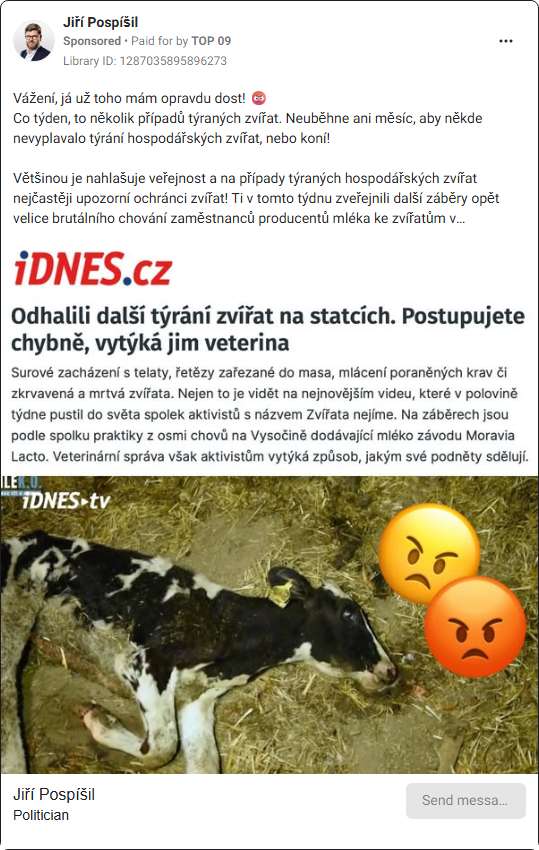 Jiří Pospíšil
Sponsored • Paid for by TOP 09
Library ID: 1287035895896273
Vážení, já už toho mám opravdu dost!
Co týden, to několik případů týraných zvířat. Neuběhne ani měsíc, aby někde
nevyplavalo týrání hospodářských zvířat, nebo koní!
Většinou je nahlašuje veřejnost a na případy týraných hospodářských zvířat
nejčastěji upozorní ochránci zvířat! Ti v tomto týdnu zveřejnili další záběry opět
velice brutálního chování zaměstnanců producentů mléka ke zvířatům v...
iDNES.cz
Odhalili další týrání zvířat na statcích. Postupujete
chybně, vytýká jim veterina
Surové zacházení s telaty, řetězy zařezané do masa, mlácení poraněných krav či
zkrvavená a mrtvá zvířata. Nejen to je vidět na nejnovějším videu, které v polovině
týdne pustil do světa spolek aktivistů s názvem Zvířata nejíme. Na záběrech jsou
podle spolku praktiky z osmi chovů na Vysočině dodávající mléko závodu Moravia
Lacto. Veterinární správa však aktivistům vytýká způsob, jakým své podněty sdělují.
iDNES tv
Jiří Pospíšil
Politician
Send messa...